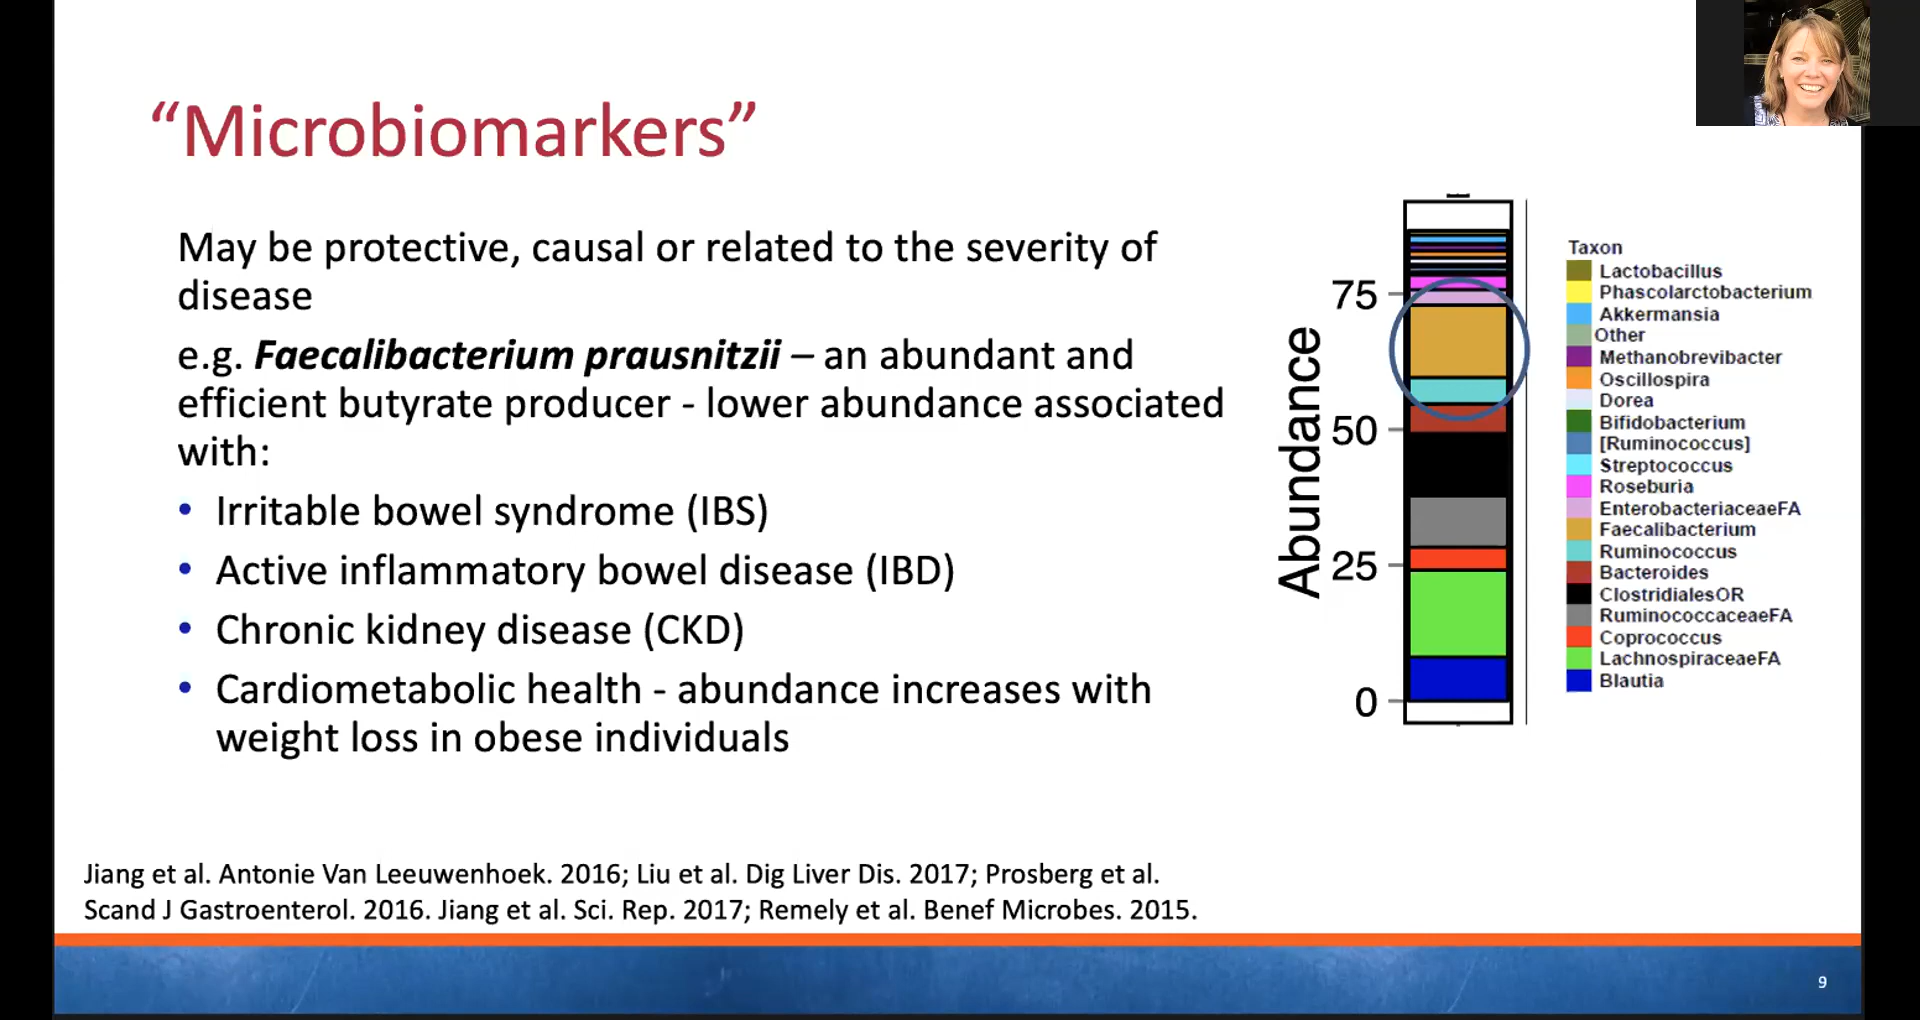 “Microbiomarkers”
May be protective, causal or related to the severity of
disease
e.g. Faecalibacterium prausnitzii – an abundant and
efficient butyrate producer - lower abundance associated
with:
• Irritable bowel syndrome (IBS)
• Active inflammatory bowel disease (IBD)
• Chronic kidney disease (CKD)
• Cardiometabolic health - abundance increases with
weight loss in obese individuals
Abundance
75
50
25
0
Taxon
Lactobacillus
Phascolarctobacterium
Akkermansia
Other
Methanobrevibacter
Oscillospira
Dorea
Bifidobacterium
[Ruminococcus]
Streptococcus
Roseburia
EnterobacteriaceaeFA
Faecalibacterium
Ruminococcus
Bacteroides
ClostridialesOR
RuminococcaceaeFA
Coprococcus
LachnospiraceaeFA
Blautia
Jiang et al. Antonie Van Leeuwenhoek. 2016; Liu et al. Dig Liver Dis. 2017; Prosberg et al.
Scand J Gastroenterol. 2016. Jiang et al. Sci. Rep. 2017; Remely et al. Benef Microbes. 2015.
9